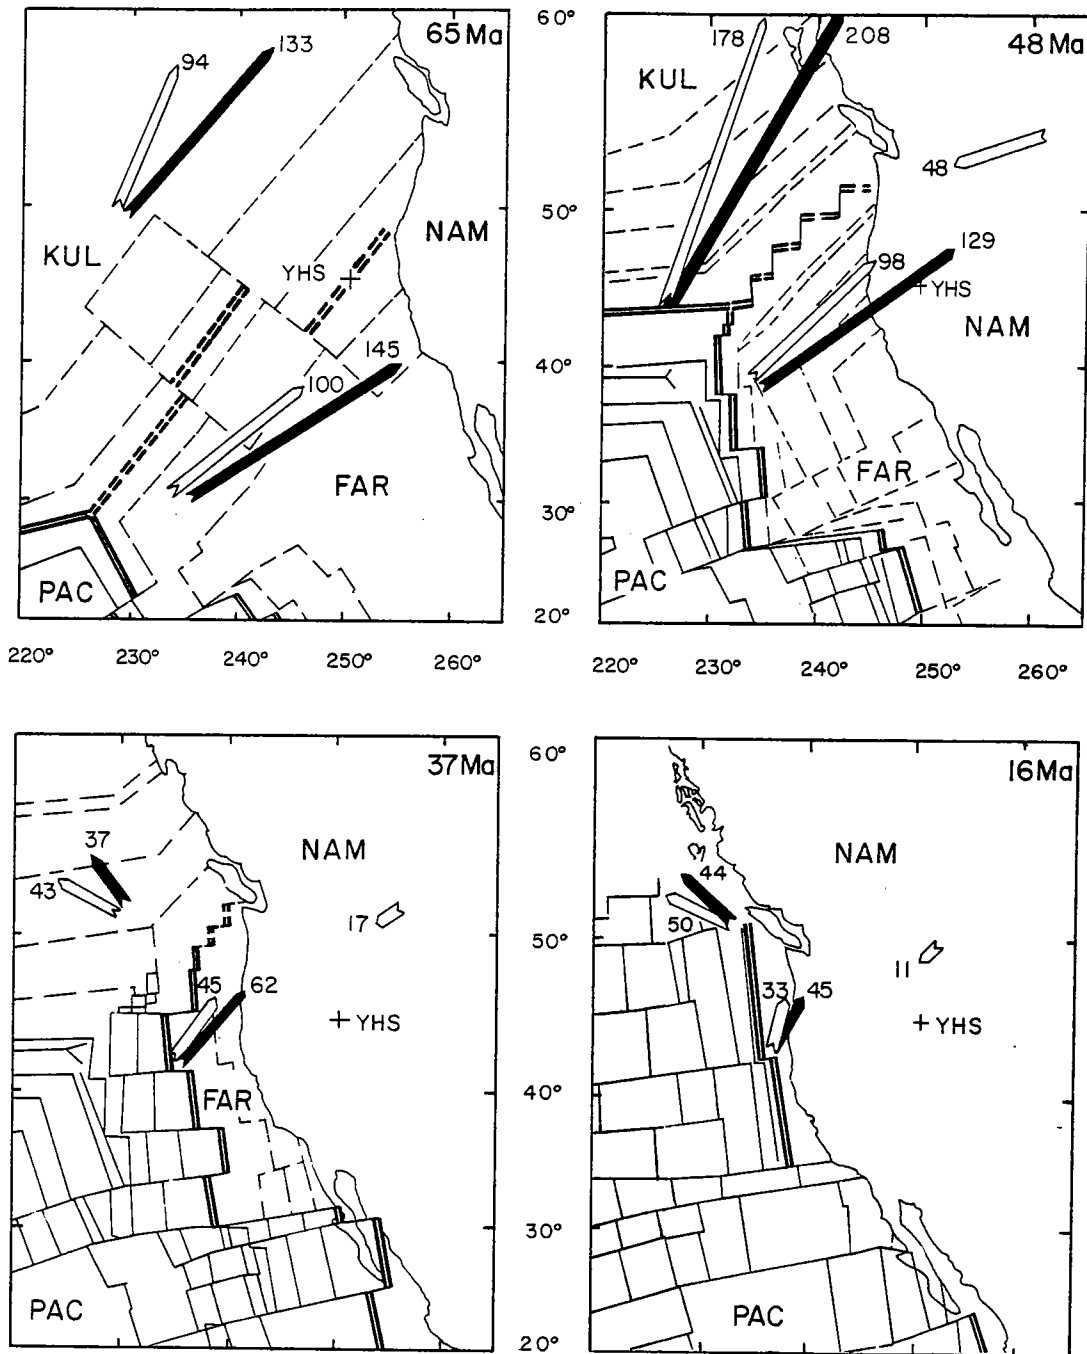 65Ma
94
133
KUL
NAM
YHS
145
100
FAR
PAC
220° 230° 240° 250° 260°
60°
50°
40°
30°
20°
48Ma
178
208
KUL
48
129
98
YHS
NAM
FAR
PAC
220° 230° 240° 250° 260°
37Ma
37
NAM
43
17
45
62
YHS
FAR
PAC
60°
50°
40°
30°
20°
16Ma
NAM
44
50
11
33
45
YHS
PAC